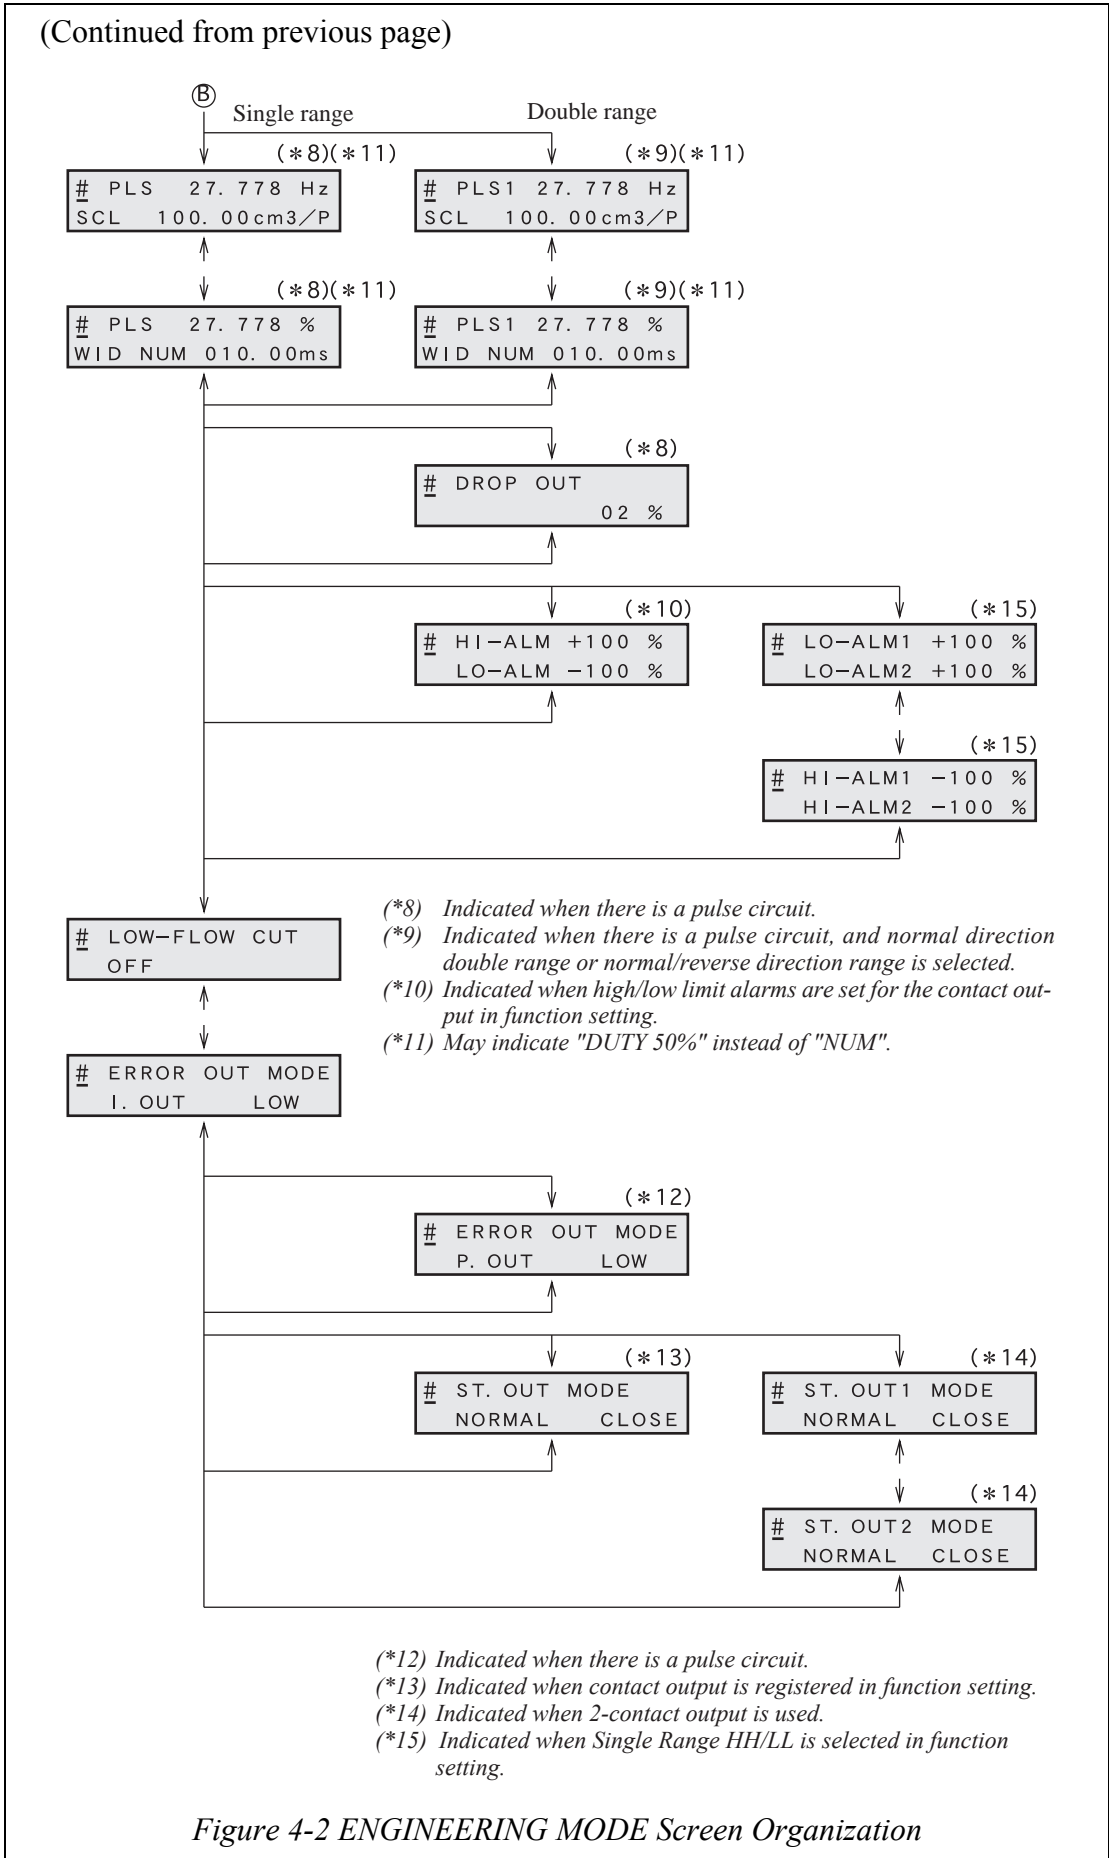 (Continued from previous page)
B
Single range
Double range
(*8)(*11)
(*9)(*11)
# PLS 27.778 Hz
SCL 100.00cm3/P
# PLS1 27.778 Hz
SCL 100.00cm3/P
(*8)(*11)
(*9)(*11)
# PLS 27.778 %
WID NUM 010.00ms
# PLS1 27.778 %
WID NUM 010.00ms
(*8)
# DROP OUT
02 %
(*10)
(*15)
# HI-ALM +100 %
LO-ALM -100 %
# LO-ALM1 +100 %
LO-ALM2 +100 %
(*15)
# HI-ALM1 -100 %
HI-ALM2 -100 %
# LOW-FLOW CUT
OFF
(*8) Indicated when there is a pulse circuit.
(*9) Indicated when there is a pulse circuit, and normal direction
double range or normal/reverse direction range is selected.
(*10) Indicated when high/low limit alarms are set for the contact out-
put in function setting.
(*11) May indicate "DUTY 50%" instead of "NUM".
# ERROR OUT MODE
I. OUT LOW
(*12)
# ERROR OUT MODE
P. OUT LOW
(*13)
(*14)
# ST. OUT MODE
NORMAL CLOSE
# ST. OUT1 MODE
NORMAL CLOSE
(*14)
# ST. OUT2 MODE
NORMAL CLOSE
(*12) Indicated when there is a pulse circuit.
(*13) Indicated when contact output is registered in function setting.
(*14) Indicated when 2-contact output is used.
(*15) Indicated when Single Range HH/LL is selected in function
setting.
Figure 4-2 ENGINEERING MODE Screen Organization